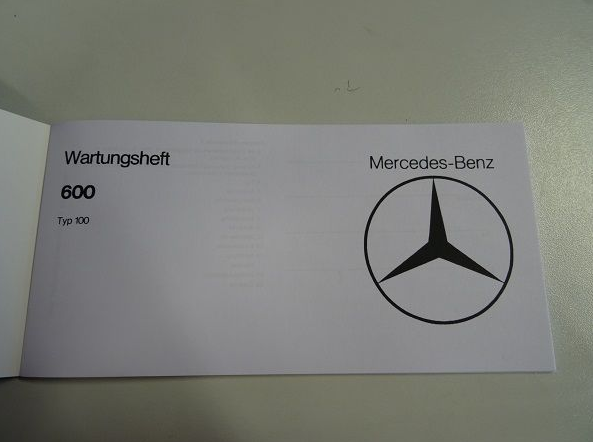 Wartungsheft
600
Typ 100
Mercedes-Benz